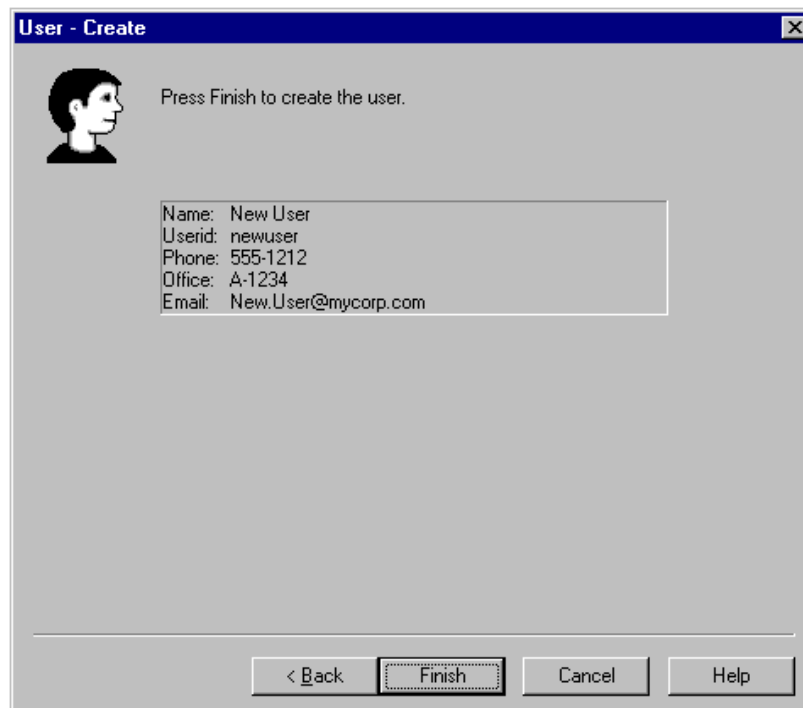 User - Create
Press Finish to create the user.
Name: New User
Userid: newuser
Phone: 555-1212
Office: A-1234
Email: New.User@mycorp.com
< Back Finish Cancel Help